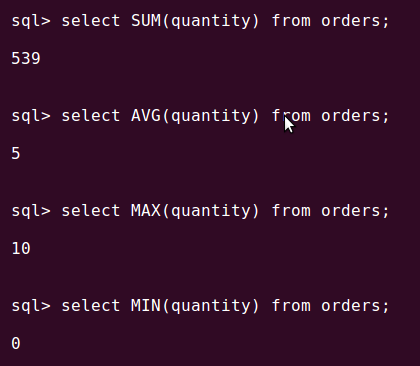 sql> select SUM(quantity) from orders;
539
sql> select AVG(quantity) from orders;
5
sql> select MAX(quantity) from orders;
10
sql> select MIN(quantity) from orders;
0